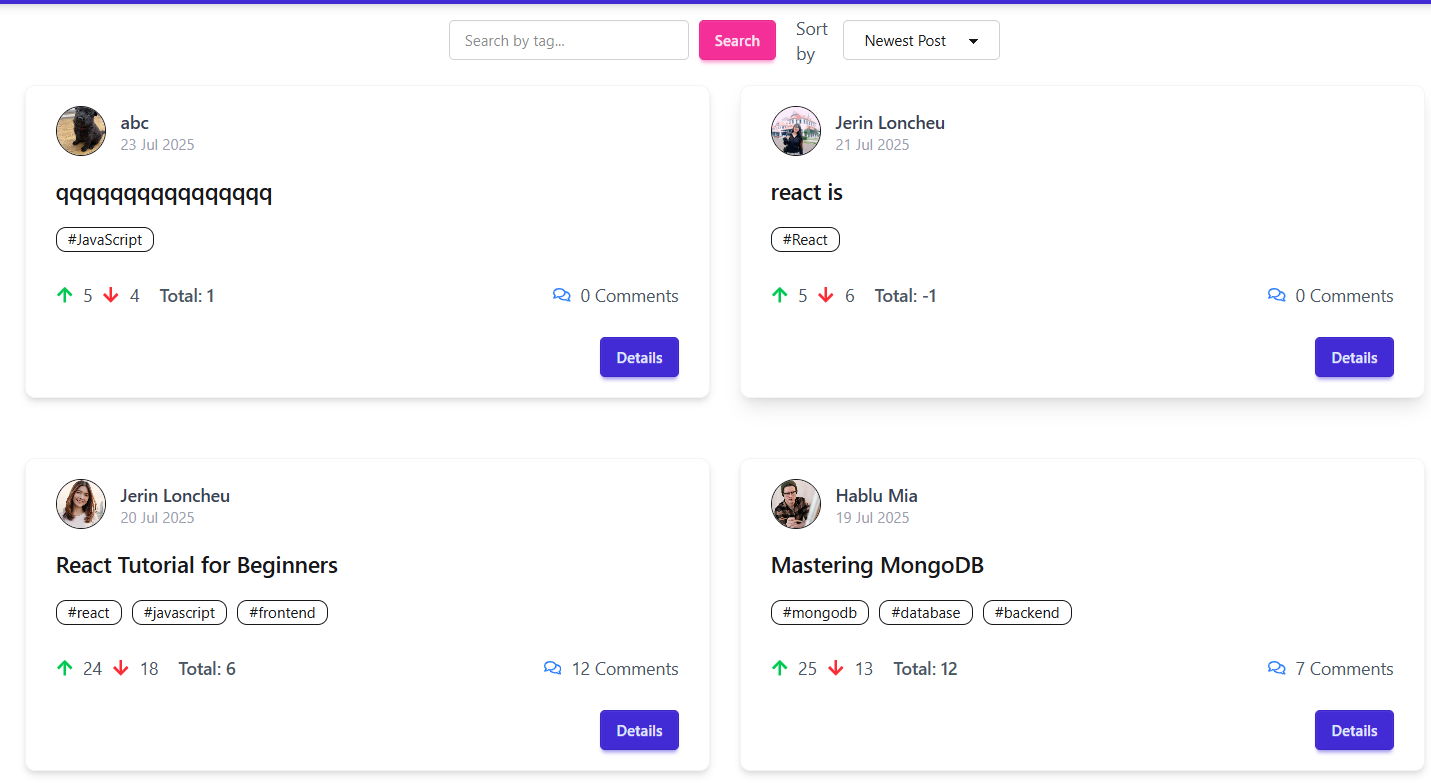 Search by tag...
Search
Sort
by
Newest Post
abc
23 Jul 2025
qqqqqqqqqqqqqqqq
#JavaScript
5 4 Total: 1 0 Comments
Details
Jerin Loncheu
21 Jul 2025
react is
#React
5 6 Total: -1 0 Comments
Details
Jerin Loncheu
20 Jul 2025
React Tutorial for Beginners
#react #javascript #frontend
24 18 Total: 6 12 Comments
Details
Hablu Mia
19 Jul 2025
Mastering MongoDB
#mongodb #database #backend
25 13 Total: 12 7 Comments
Details